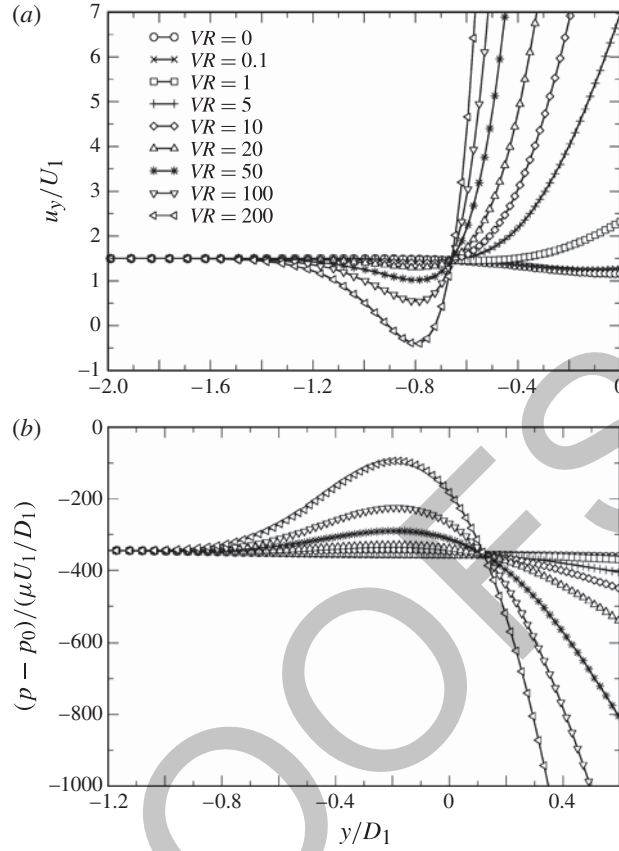 (a)
7
6
5
4
3
2
1
0
−1
u_y/U_1
VR = 0
VR = 0.1
VR = 1
VR = 5
VR = 10
VR = 20
VR = 50
VR = 100
VR = 200
−2.0 −1.6 −1.2 −0.8 −0.4 0
(b)
0
−200
−400
−600
−800
−1000
(p − p_0)/(μU_1/D_1)
−1.2 −0.8 −0.4 0 0.4
y/D_1
OOFS